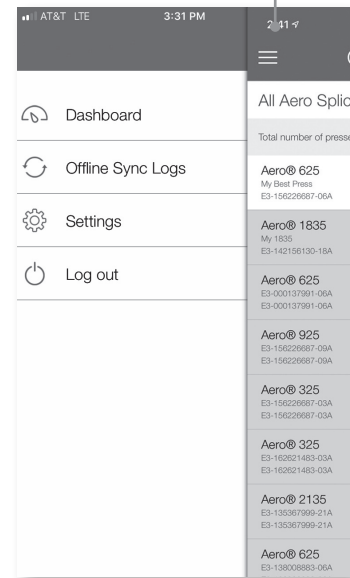 AT&T LTE 3:31 PM
Dashboard
Offline Sync Logs
Settings
Log out
All Aero Splic
Total number of presse
Aero® 625
My Best Press
E3-156226687-06A
Aero® 1835
My 1835
E3-142156130-18A
Aero® 625
E3-000137991-06A
E3-000137991-06A
Aero® 925
E3-156226687-09A
E3-156226687-09A
Aero® 325
E3-156226687-03A
E3-156226687-03A
Aero® 325
E3-162621483-03A
E3-162621483-03A
Aero® 2135
E3-135367999-21A
E3-135367999-21A
Aero® 625
E3-138008883-06A